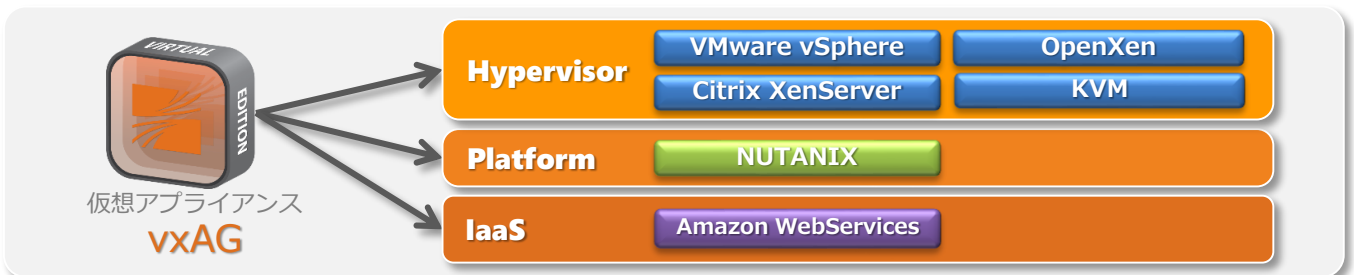 VIRTUAL
EDITION
仮想アプライアンス
vxAG
Hypervisor
VMware vSphere
OpenXen
Citrix XenServer
KVM
Platform
NUTANIX
IaaS
Amazon WebServices